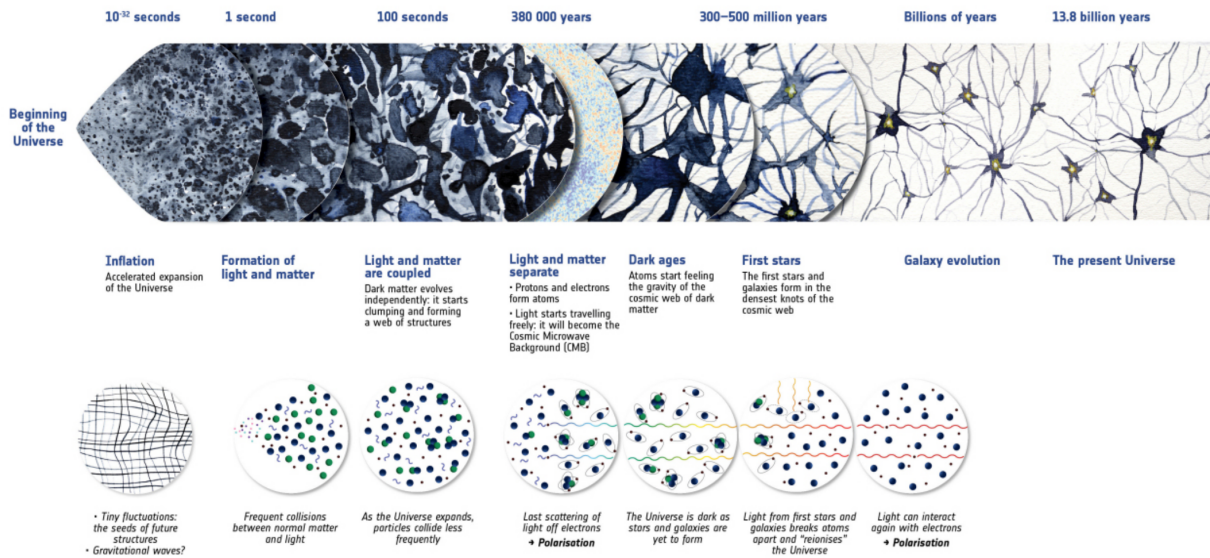 10⁻³² seconds
1 second
100 seconds
380 000 years
300–500 million years
Billions of years
13.8 billion years
Beginning
of the
Universe
Inflation
Accelerated expansion
of the Universe
Formation of
light and matter
Light and matter
are coupled
Dark matter evolves
independently: it starts
clumping and forming
a web of structures
Light and matter
separate
• Protons and electrons
form atoms
• Light starts travelling
freely: it will become the
Cosmic Microwave
Background (CMB)
Dark ages
Atoms start feeling
the gravity of the
cosmic web of dark
matter
First stars
The first stars and
galaxies form in the
densest knots of the
cosmic web
Galaxy evolution
The present Universe
• Tiny fluctuations:
the seeds of future
structures
• Gravitational waves?
Frequent collisions
between normal matter
and light
As the Universe expands,
particles collide less
frequently
Last scattering of
light off electrons
→ Polarisation
The Universe is dark as
stars and galaxies are
yet to form
Light from first stars and
galaxies breaks atoms
apart and "reionises"
the Universe
Light can interact
again with electrons
→ Polarisation